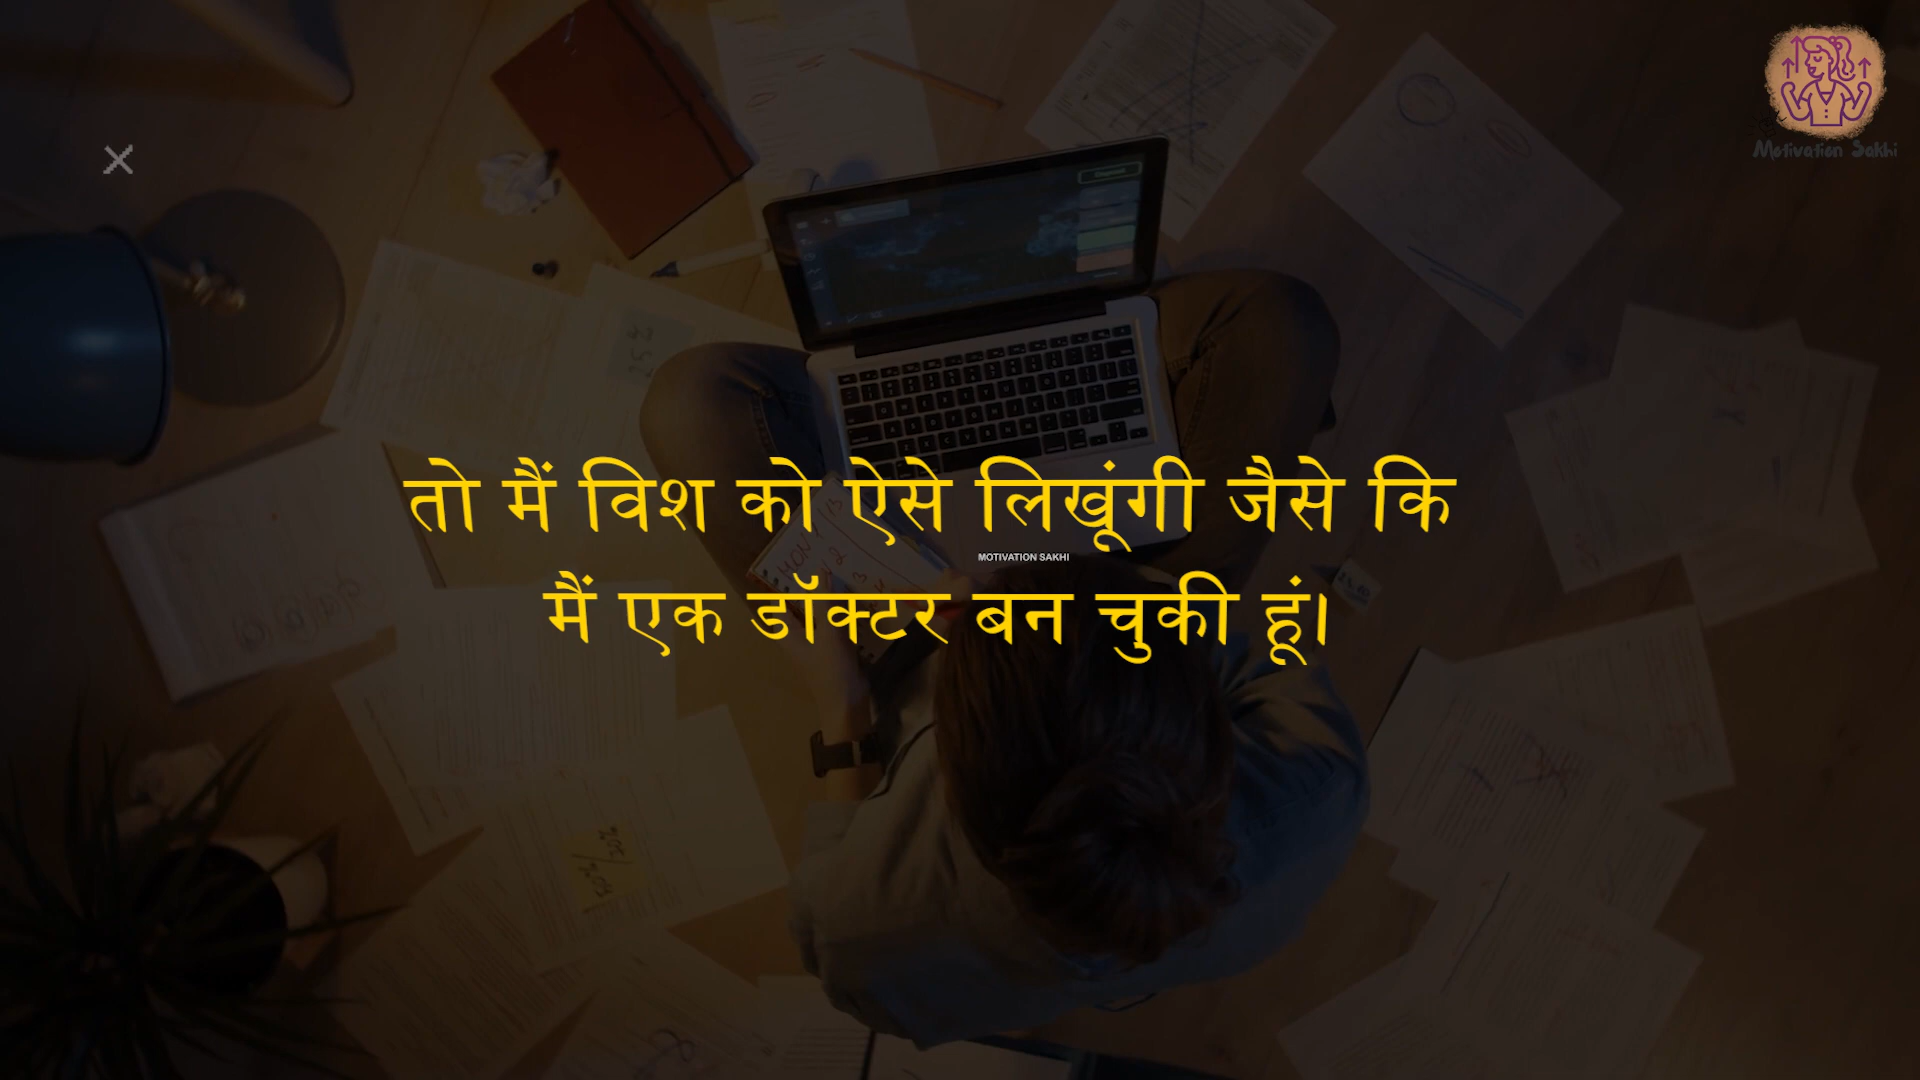 Motivation Sakhi
तो मैं विश को ऐसे लिखूंगी जैसे कि
MOTIVATION SAKHI
मैं एक डॉक्टर बन चुकी हूं।